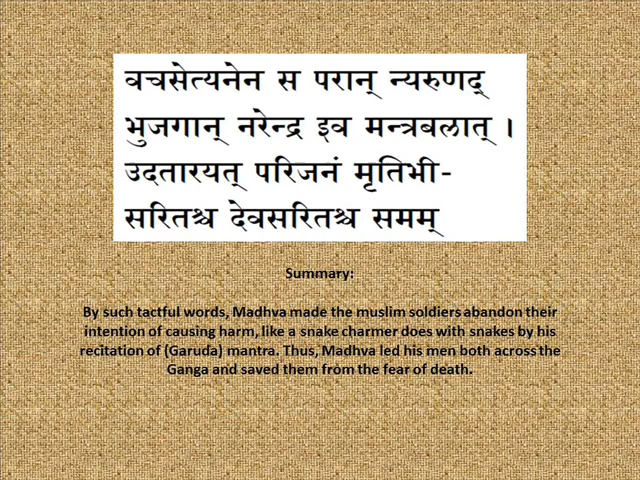 वचसेत्यनेन स परान् न्यरुणद्
भुजगान् नरेन्द्र इव मन्त्रबलात् ।
उदतारयत् परिजनं मृतिभी-
सरितश्च देवसरितश्च समम्
Summary:
By such tactful words, Madhva made the muslim soldiers abandon their
intention of causing harm, like a snake charmer does with snakes by his
recitation of (Garuda) mantra. Thus, Madhva led his men both across the
Ganga and saved them from the fear of death.